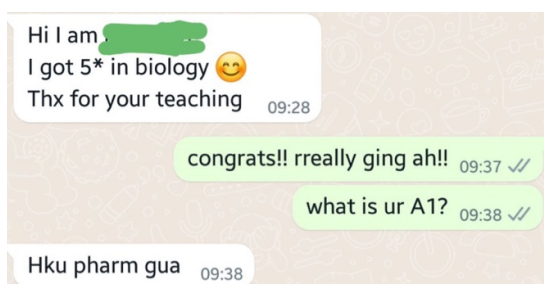 Hi I am
I got 5* in biology 😊
Thx for your teaching 09:28
congrats!! rreally ging ah!! 09:37
what is ur A1? 09:38
Hku pharm gua 09:38